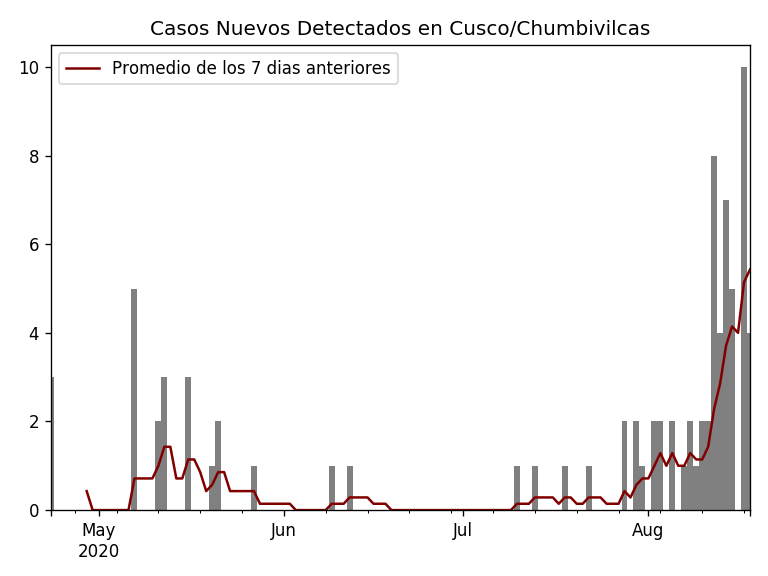 Casos Nuevos Detectados en Cusco/Chumbivilcas
Promedio de los 7 dias anteriores
10
8
6
4
2
0
May Jun Jul Aug
2020